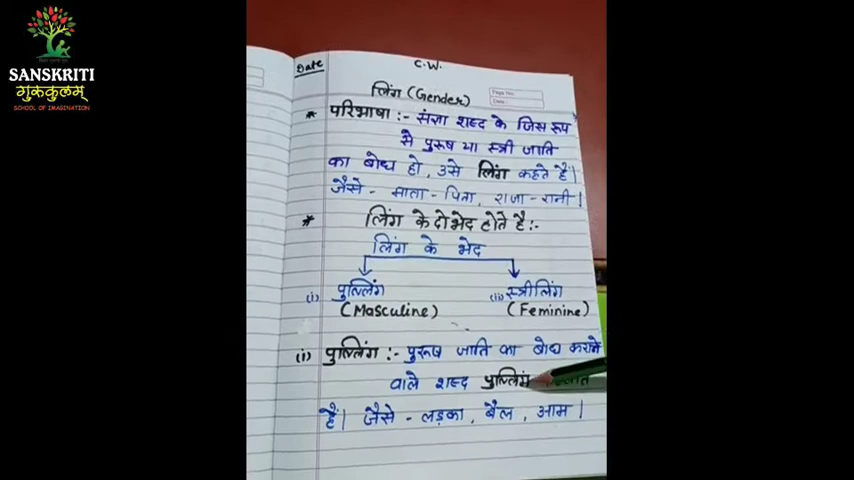 SANSKRITI
गुरुकुलम्
SCHOOL OF IMAGINATION
Date
C.W.
Page No.
Date
लिंग (Gender)
* परिभाषा :- संज्ञा शब्द के जिस रूप
से पुरुष या स्त्री जाति
का बोध हो, उसे लिंग कहते हैं।
जैसे - माता - पिता, राजा - रानी।
* लिंग के दो भेद होते है :-
लिंग के भेद
(i) पुल्लिंग (ii) स्त्रीलिंग
(Masculine) (Feminine)
(i) पुल्लिंग :- पुरुष जाति का बोध कराने
वाले शब्द पुल्लिंग
हैं। जैसे - लड़का, बैल, आम।